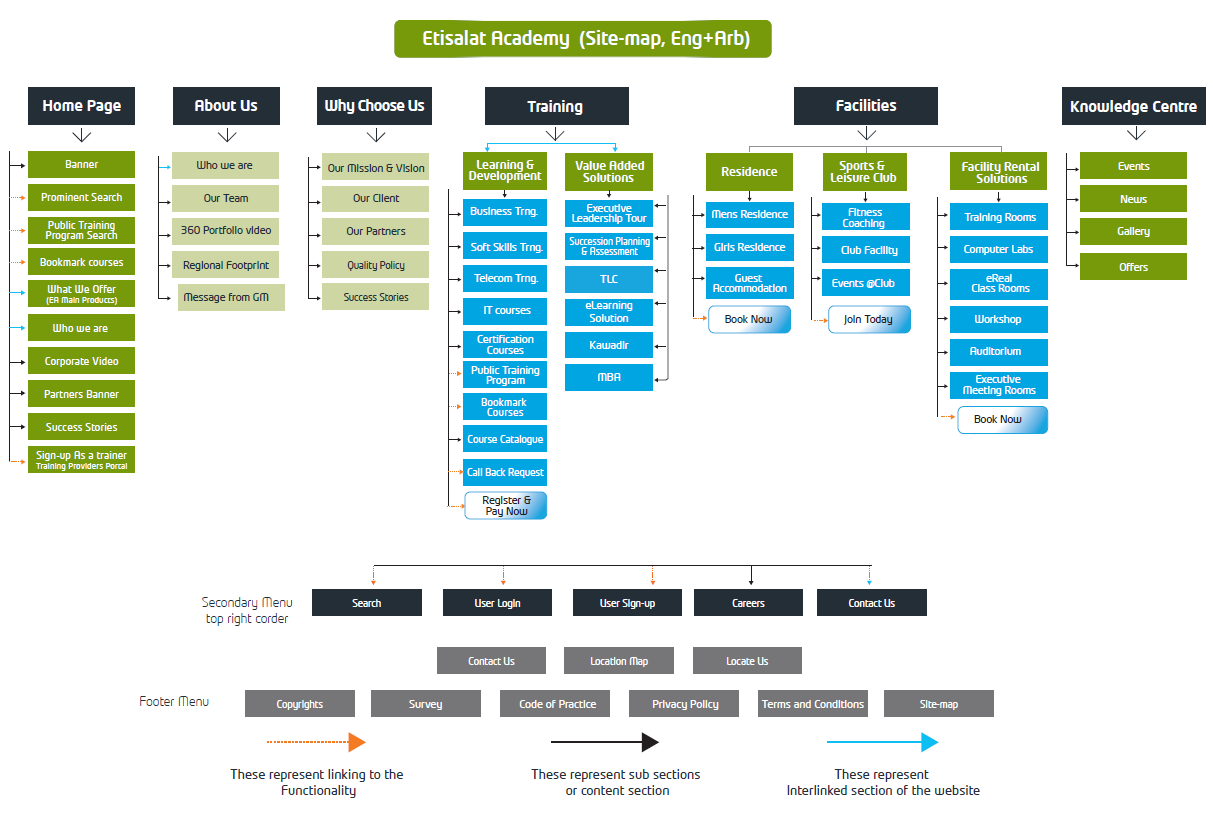 Etisalat Academy (Site-map, Eng+Arb)
Home Page
Banner
Prominent Search
Public Training
Program Search
Bookmark courses
What We Offer
(EA Main Products)
Who we are
Corporate Video
Partners Banner
Success Stories
Sign-up As a trainer
Training Providers Portal
About Us
Who we are
Our Team
360 Portfolio video
Regional Footprint
Message from GM
Why Choose Us
Our Mission & Vision
Our Client
Our Partners
Quality Policy
Success Stories
Training
Learning &
Development
Business Trng.
Soft Skills Trng.
Telecom Trng.
IT courses
Certification
Courses
Public Training
Program
Bookmark
Courses
Course Catalogue
Call Back Request
Register &
Pay Now
Value Added
Solutions
Executive
Leadership Tour
Succession Planning
& Assessment
TLC
eLearning
Solution
Kawadir
MBA
Facilities
Residence
Mens Residence
Girls Residence
Guest
Accommodation
Book Now
Sports &
Leisure Club
Fitness
Coaching
Club Facility
Events @Club
Join Today
Facility Rental
Solutions
Training Rooms
Computer Labs
eReal
Class Rooms
Workshop
Auditorium
Executive
Meeting Rooms
Book Now
Knowledge Centre
Events
News
Gallery
Offers
Secondary Menu
top right corder
Search
User Login
User Sign-up
Careers
Contact Us
Contact Us
Location Map
Locate Us
Footer Menu
Copyrights
Survey
Code of Practice
Privacy Policy
Terms and Conditions
Site-map
These represent linking to the
Functionality
These represent sub sections
or content section
These represent
Interlinked section of the website